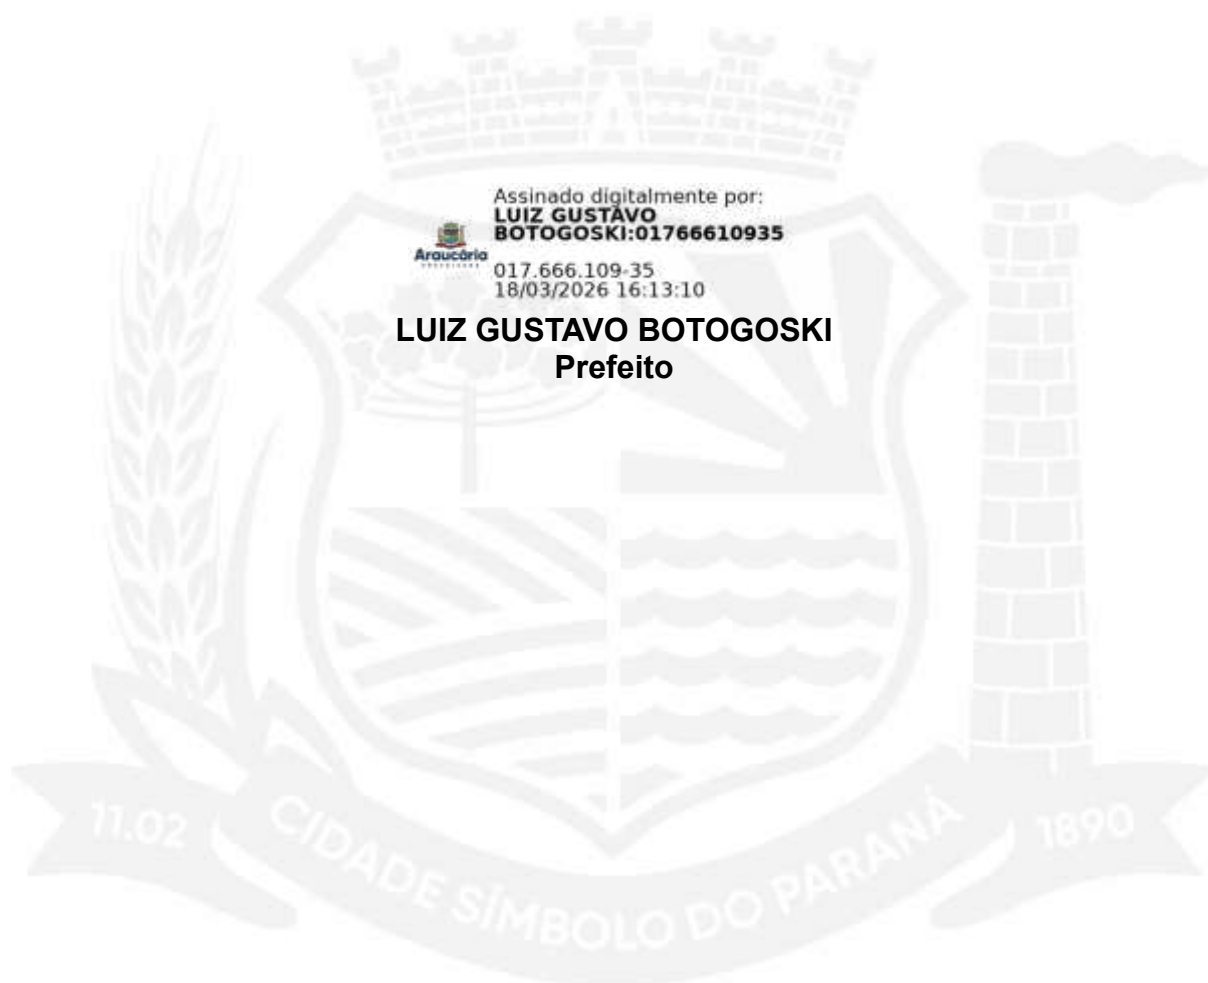 Assinado digitalmente por:
LUIZ GUSTAVO
BOTOGOSKI:01766610935
Araucária
017.666.109-35
18/03/2026 16:13:10
LUIZ GUSTAVO BOTOGOSKI
Prefeito
11.02 CIDADE SÍMBOLO DO PARANÁ 1890